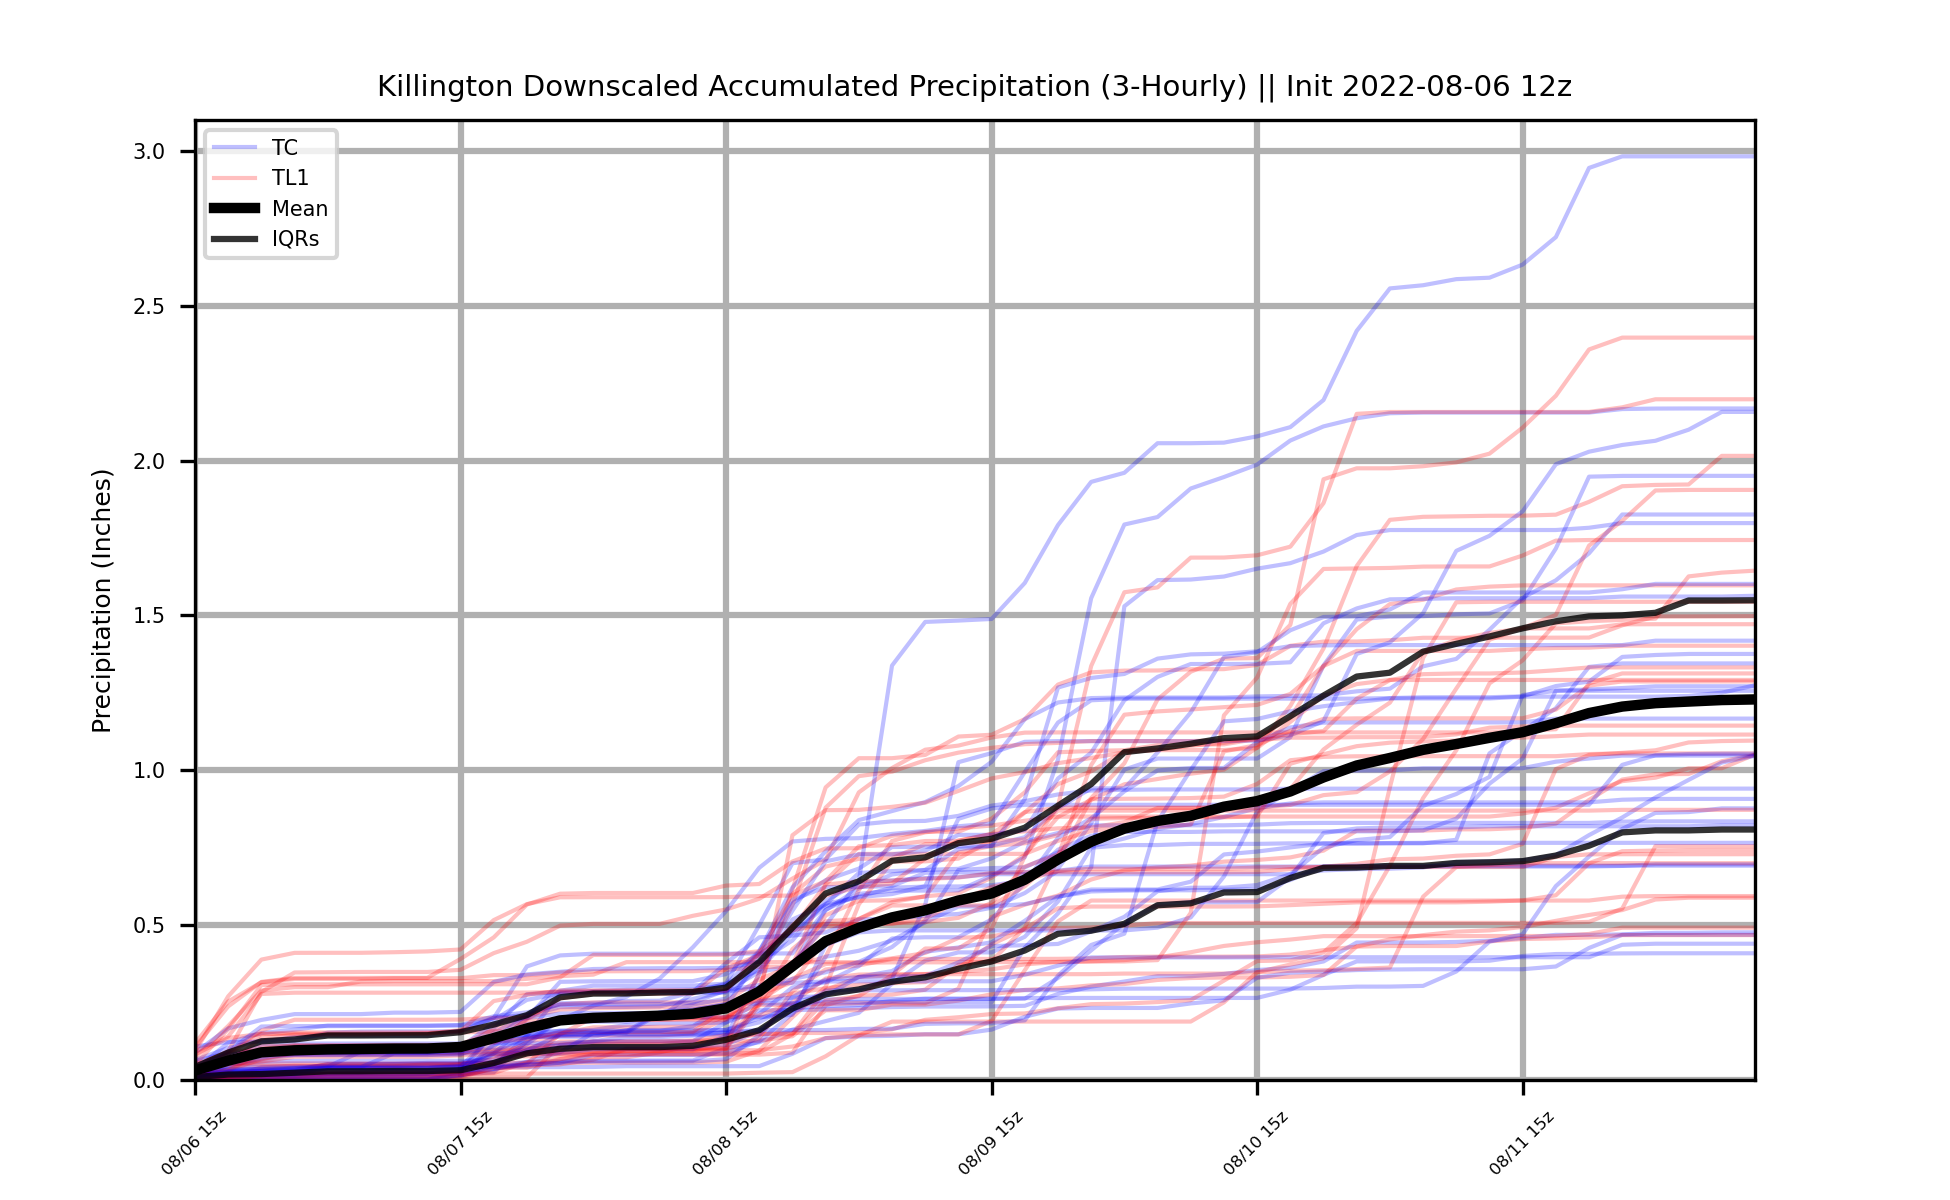 Killington Downscaled Accumulated Precipitation (3-Hourly) || Init 2022-08-06 12z
TC
TL1
Mean
IQRs
Precipitation (Inches)
3.0
2.5
2.0
1.5
1.0
0.5
0.0
08/06 15z
08/07 15z
08/08 15z
08/09 15z
08/10 15z
08/11 15z